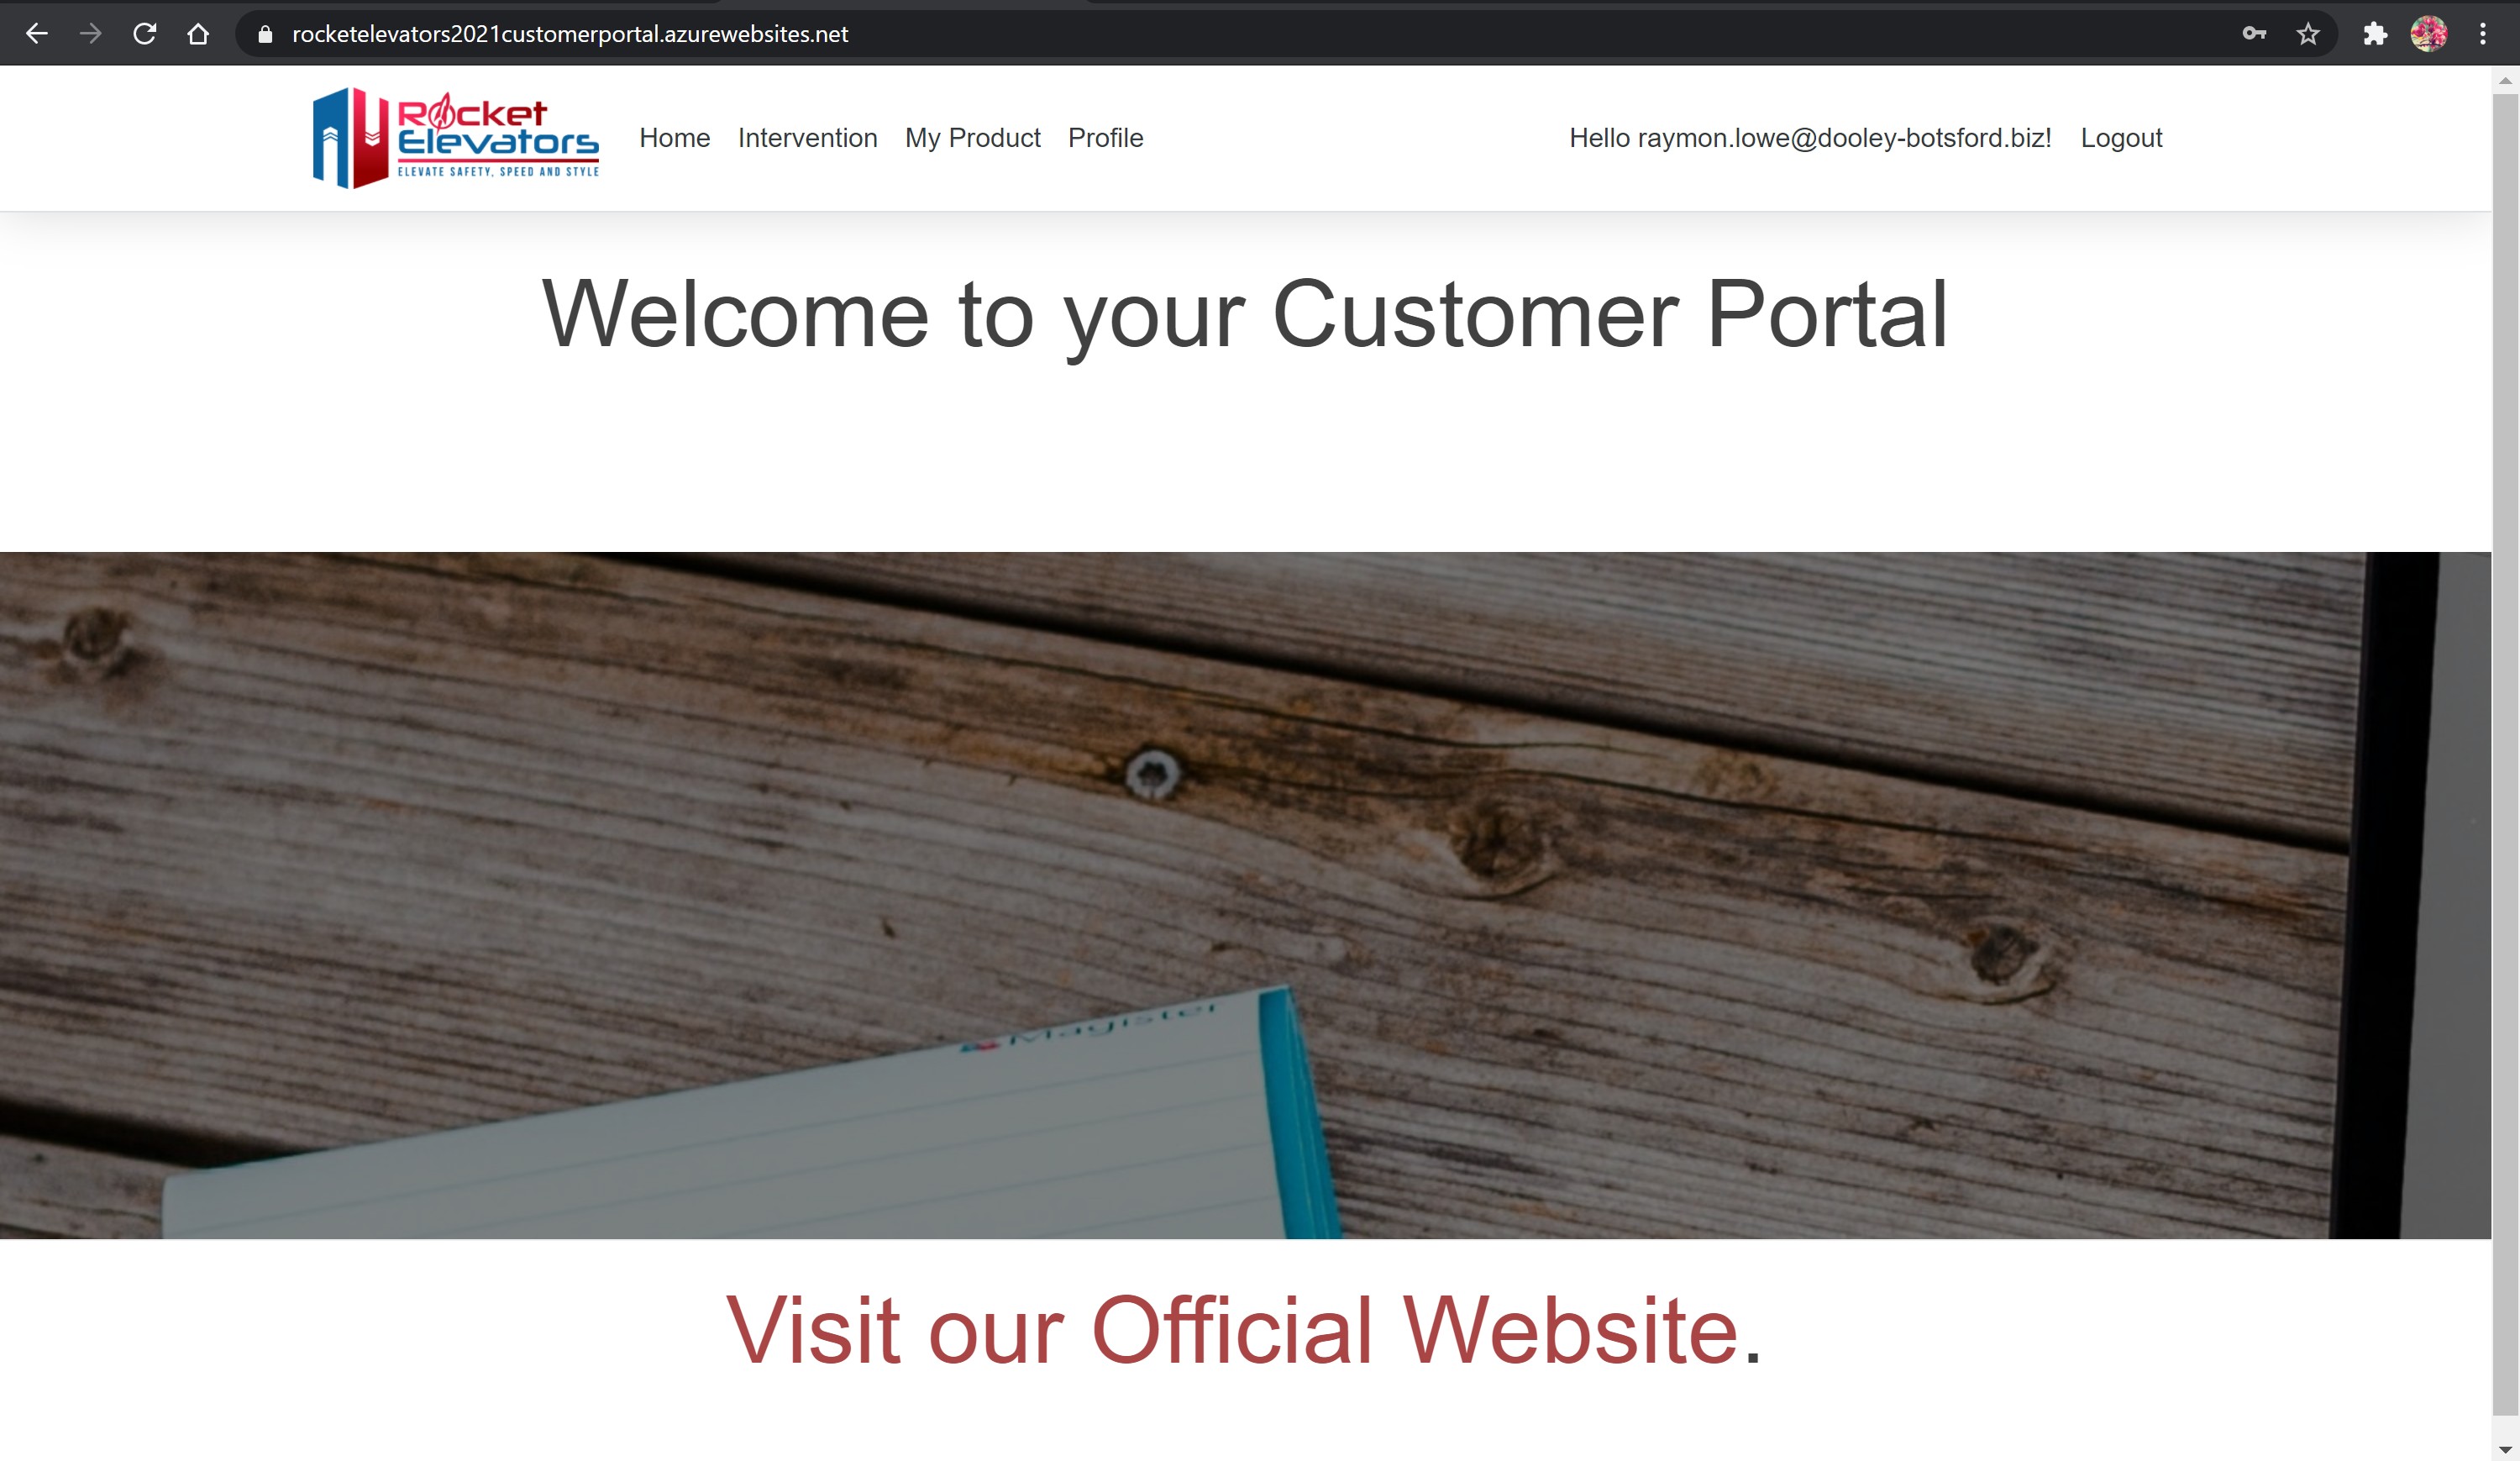 rocketelevators2021customerportal.azurewebsites.net
Rocket
Elevators
ELEVATE SAFETY, SPEED AND STYLE
Home Intervention My Product Profile
Hello raymon.lowe@dooley-botsford.biz! Logout
Welcome to your Customer Portal
Magister
Visit our Official Website.